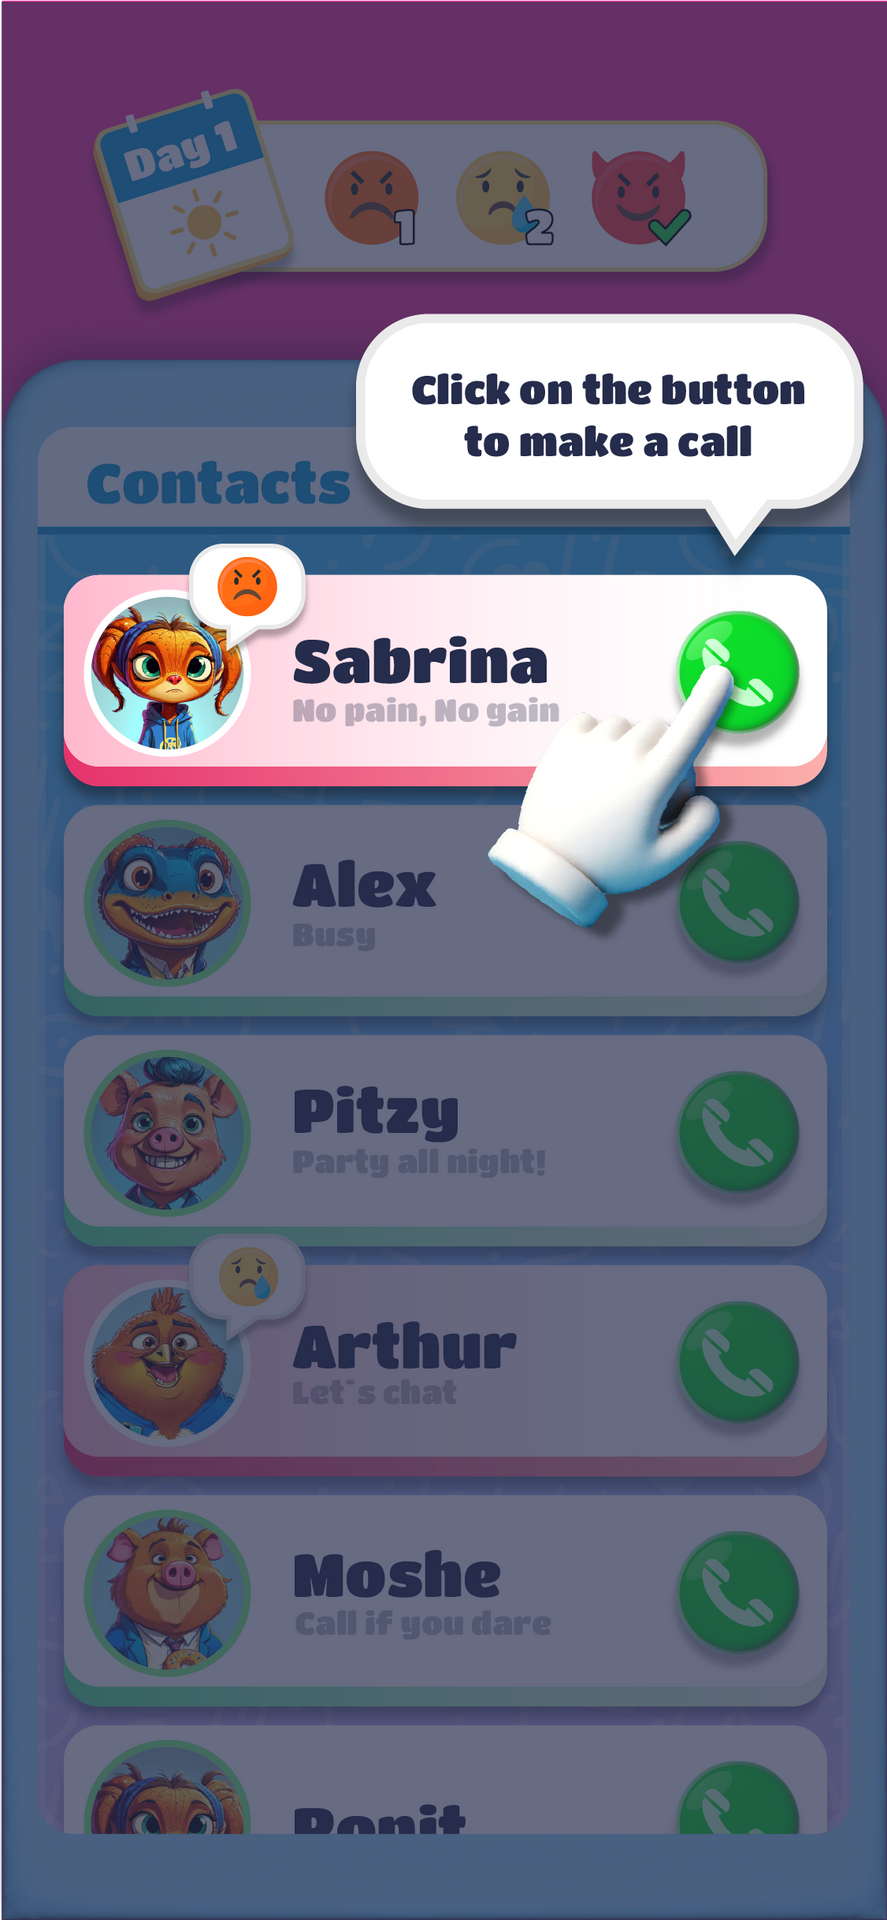 Day 1
1
2
Click on the button
to make a call
Contacts
Sabrina
No pain, No gain
Alex
Busy
Pitzy
Party all night!
Arthur
Let`s chat
Moshe
Call if you dare
Ronit